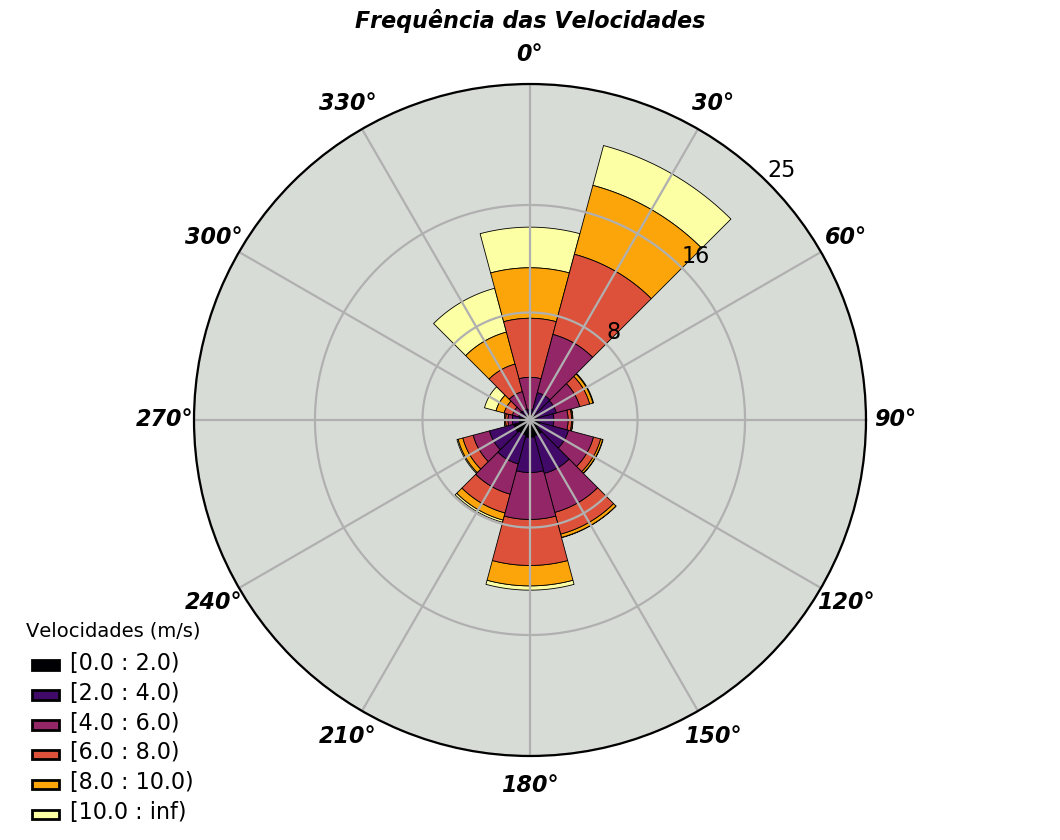 Frequência das Velocidades
0°
330°
30°
25
300°
60°
16
8
270°
90°
240°
120°
Velocidades (m/s)
[0.0 : 2.0)
[2.0 : 4.0)
[4.0 : 6.0)
210°
150°
[6.0 : 8.0)
180°
[8.0 : 10.0)
[10.0 : inf)